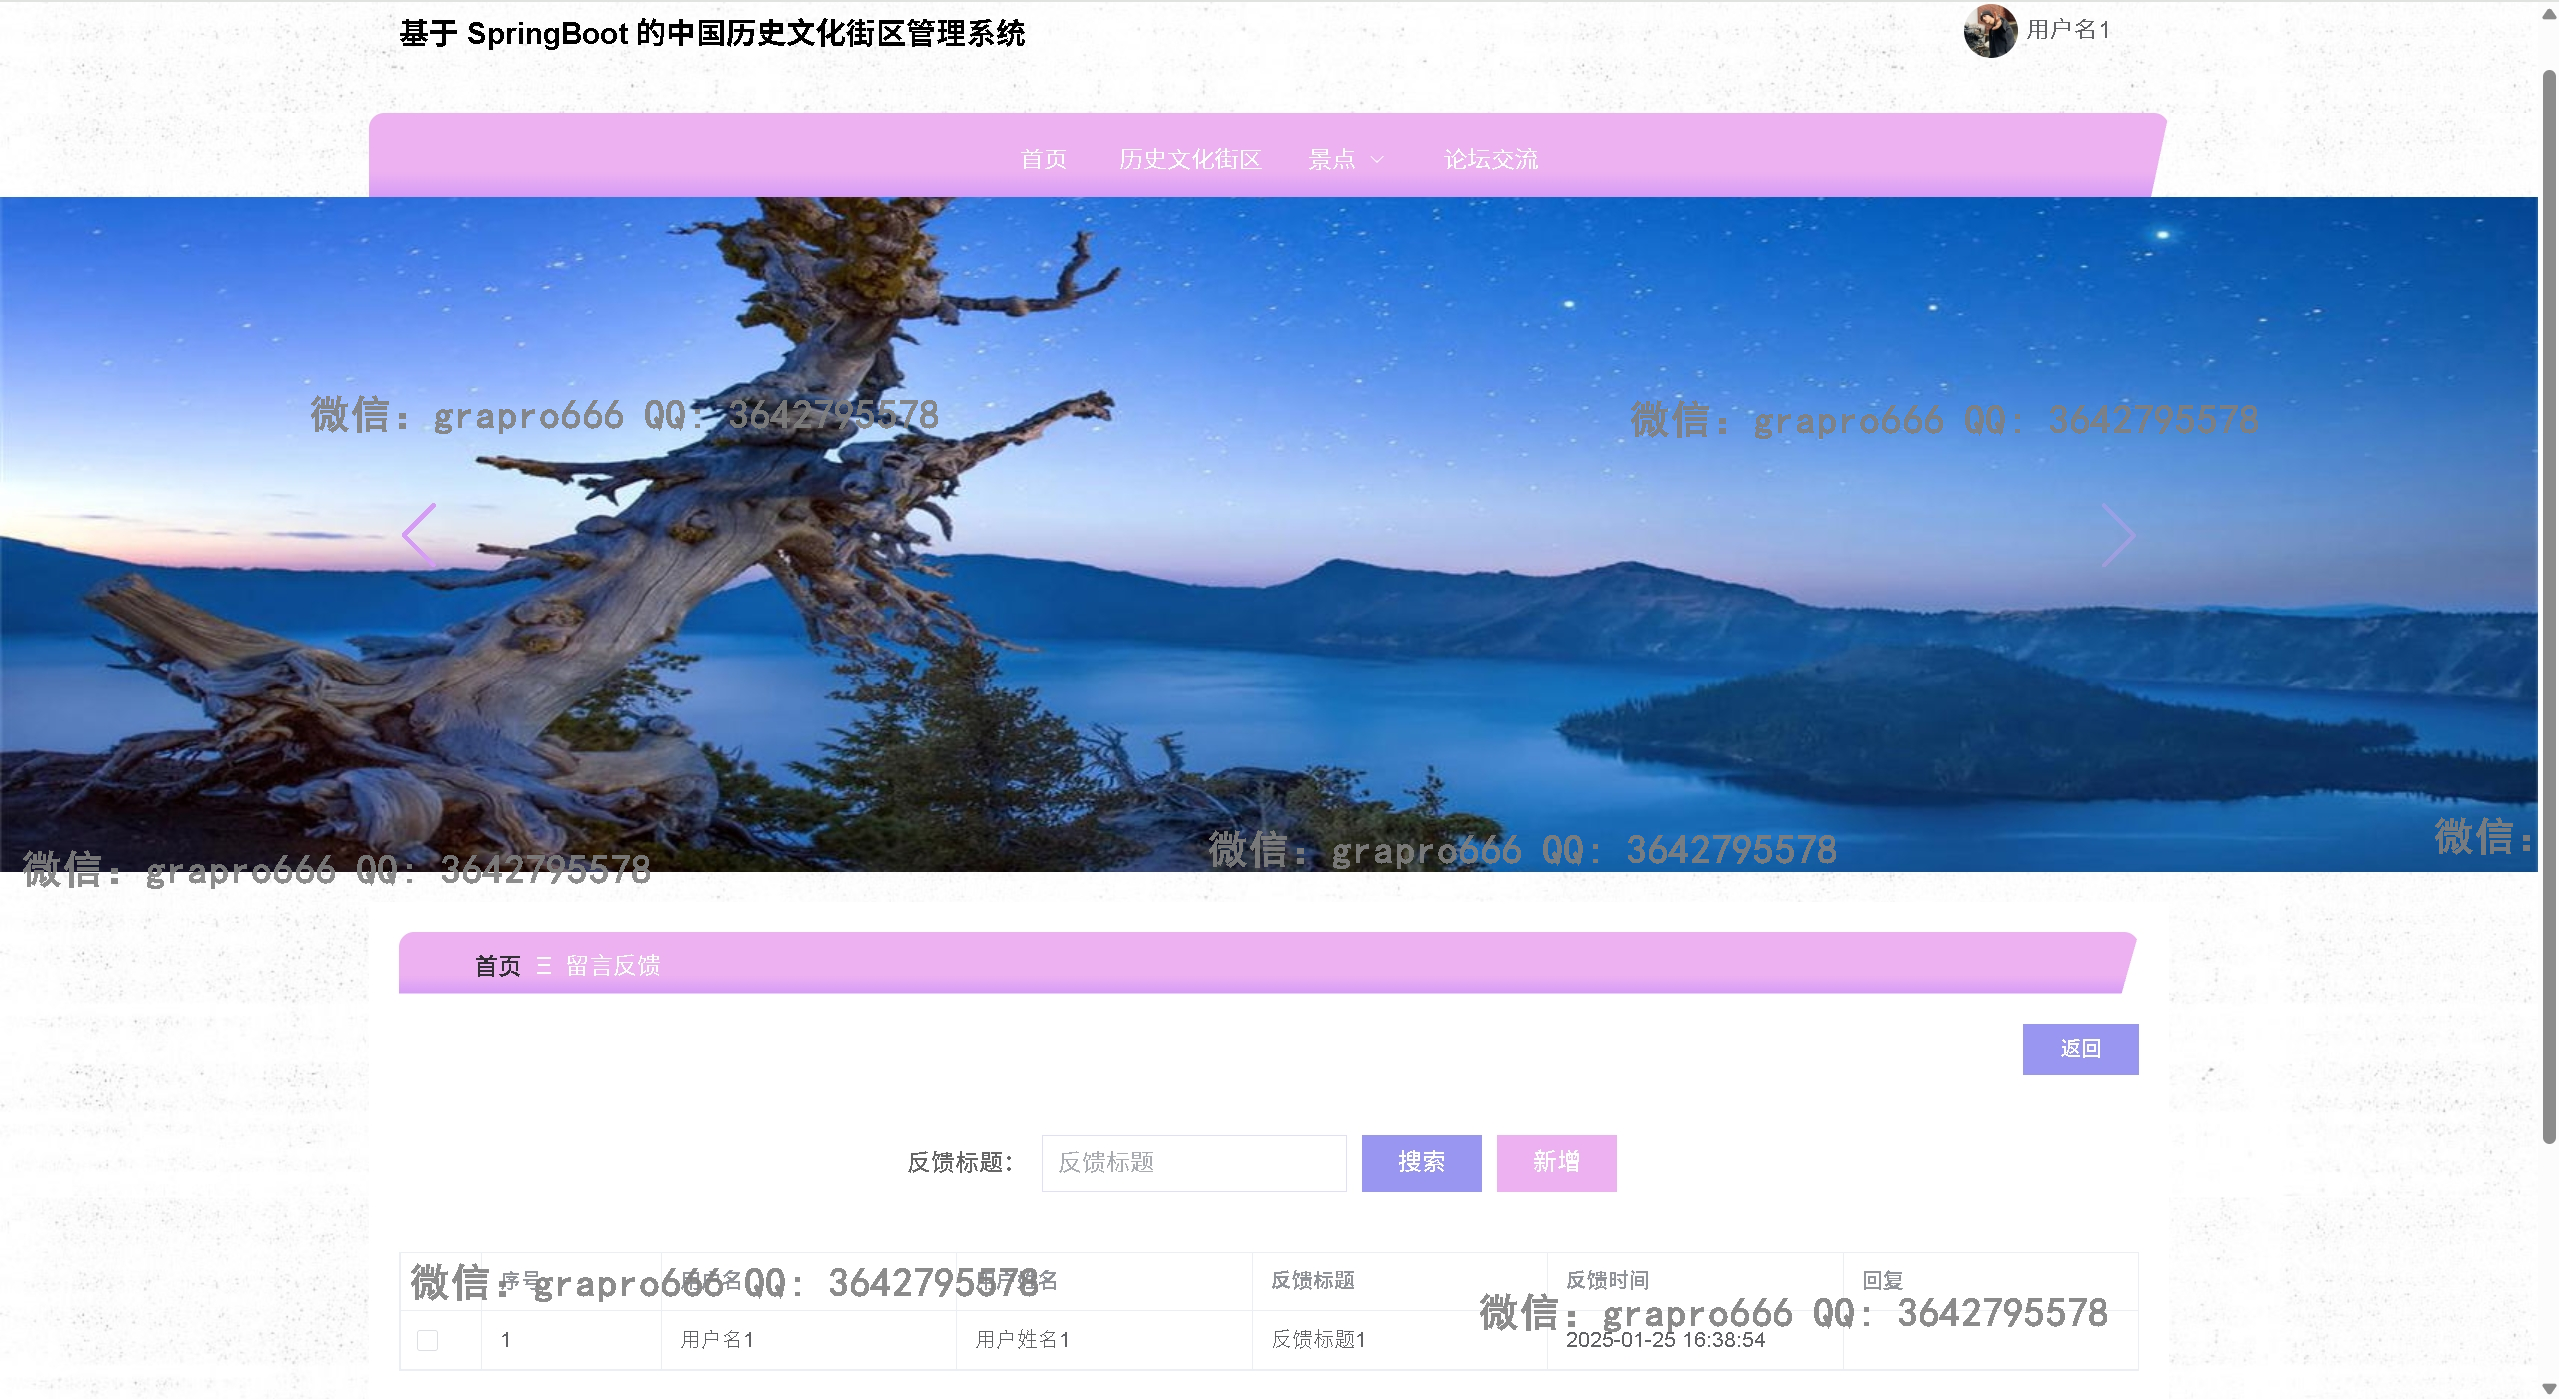 基于 SpringBoot 的中国历史文化街区管理系统
用户名1
首页 历史文化街区 景点 论坛交流
微信: grapro666 QQ: 3642795578
微信: grapro666 QQ: 3642795578
微信: grapro666 QQ: 3642795578
微信:
微信: grapro666 QQ: 3642795578
首页 三 留言反馈
返回
反馈标题: 反馈标题 搜索 新增
序号 用户名 用户姓名 反馈标题 反馈时间 回复
微信: grapro666 QQ: 3642795578
微信: grapro666 QQ: 3642795578
1 用户名1 用户姓名1 反馈标题1 2025-01-25 16:38:54